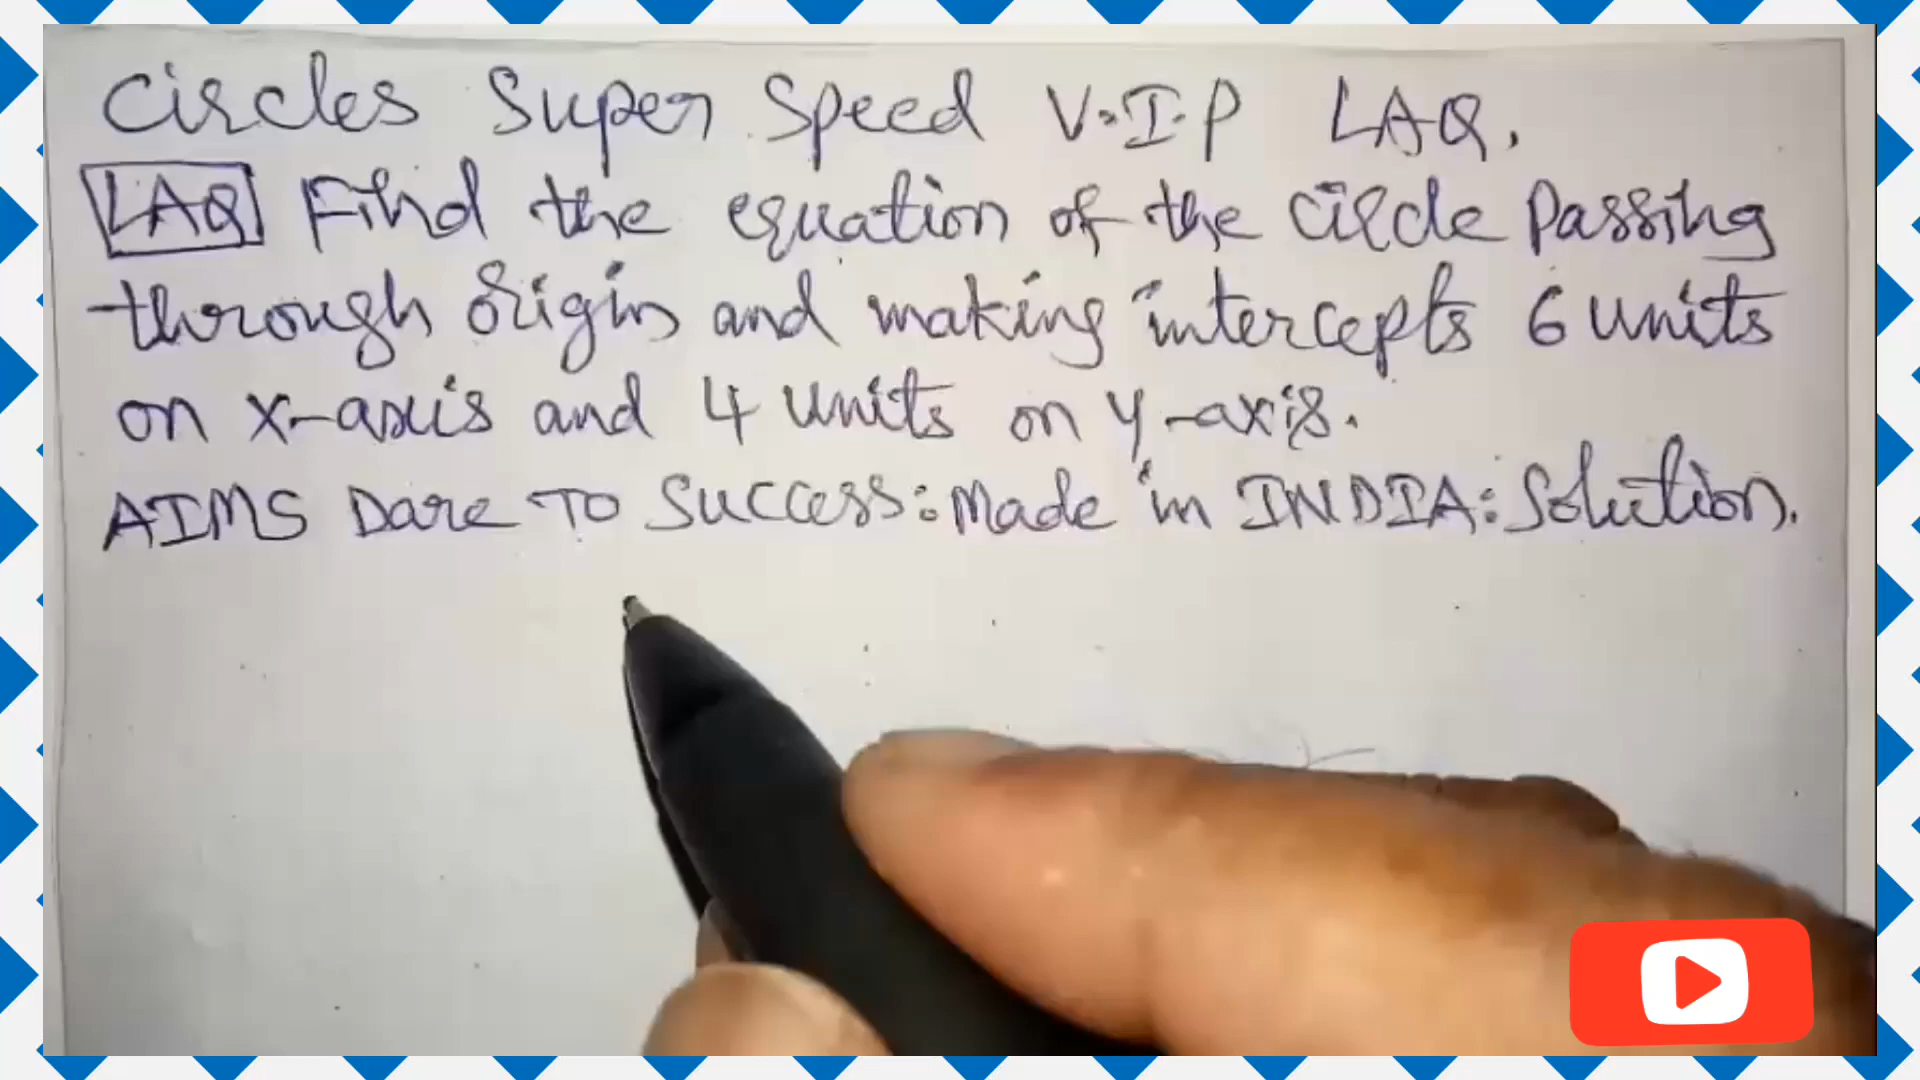 Circles Super Speed V.I.P LAQ.
LAQ Find the equation of the circle Passing
through origin and making intercepts 6 units
on x-axis and 4 units on y-axis.
AIMS Dare To Success: Made in INDIA: Solution.